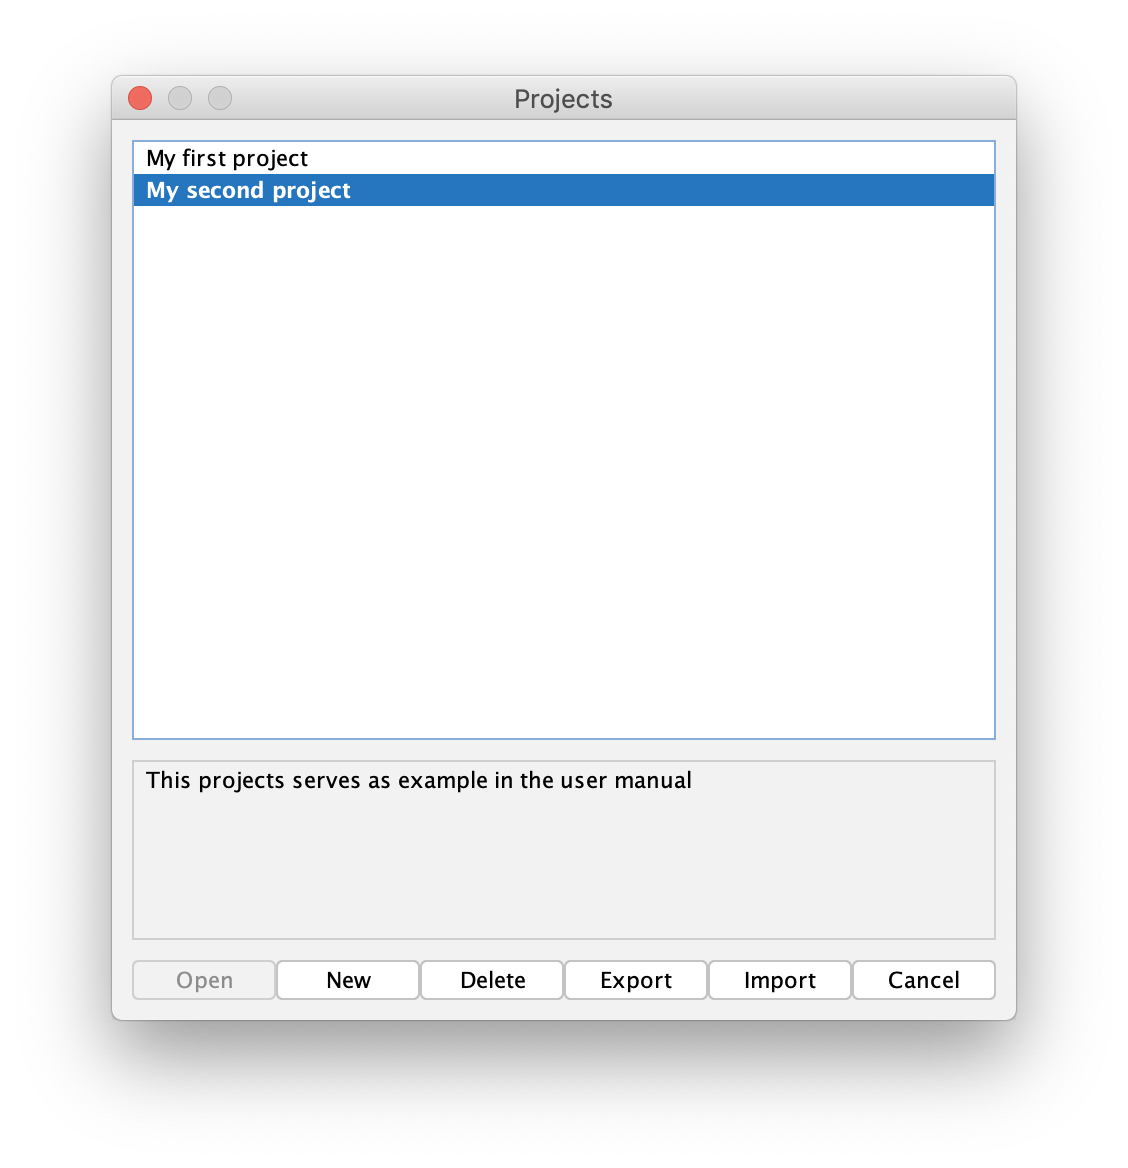 Projects
My first project
My second project
This projects serves as example in the user manual
Open New Delete Export Import Cancel